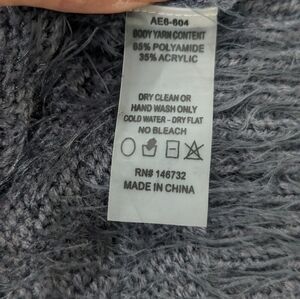 AE6-604
BODY YARN CONTENT
65% POLYAMIDE
35% ACRYLIC
DRY CLEAN OR
HAND WASH ONLY
COLD WATER - DRY FLAT
NO BLEACH
RN# 146732
MADE IN CHINA